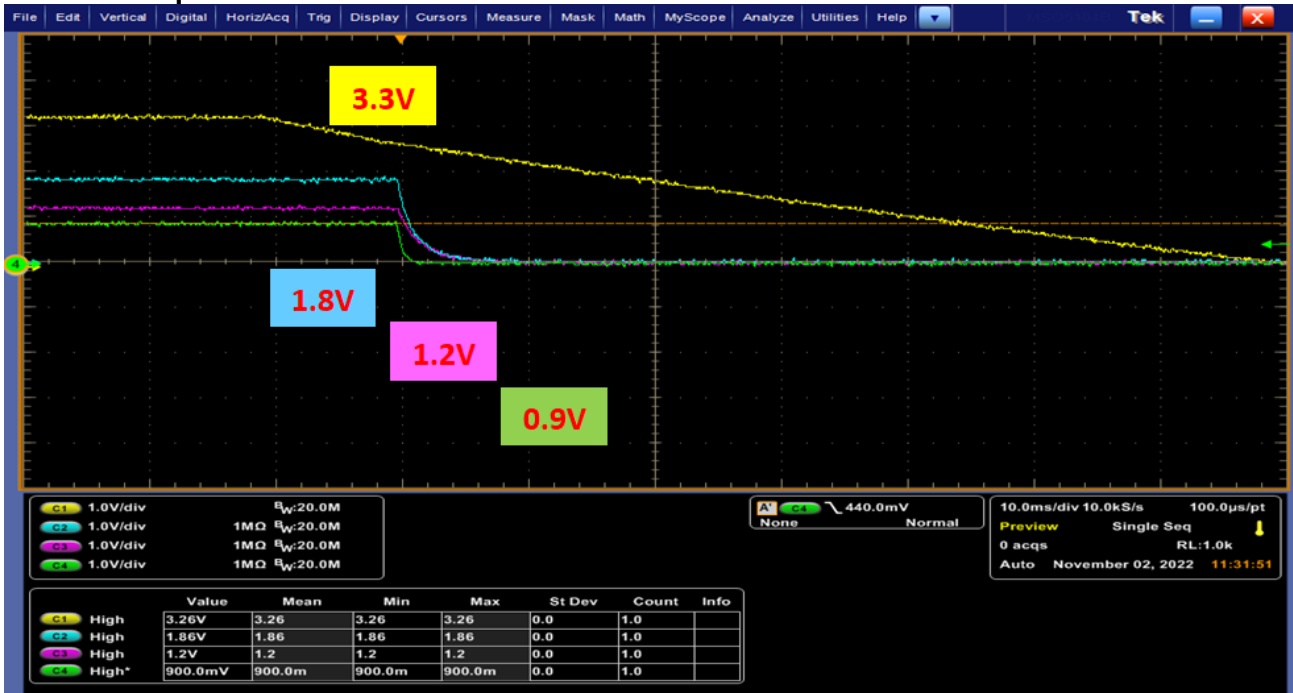 File Edit Vertical Digital Horiz/Acq Trig Display Cursors Measure Mask Math MyScope Analyze Utilities Help Tek
3.3V
4
1.8V
1.2V
0.9V
C1 1.0V/div BW:20.0M
C2 1.0V/div 1MΩ BW:20.0M
C3 1.0V/div 1MΩ BW:20.0M
C4 1.0V/div 1MΩ BW:20.0M
A' C4 440.0mV
None Normal
10.0ms/div 10.0kS/s 100.0µs/pt
Preview Single Seq
0 acqs RL:1.0k
Auto November 02, 2022 11:31:51
Value Mean Min Max St Dev Count Info
C1 High 3.26V 3.26 3.26 3.26 0.0 1.0
C2 High 1.86V 1.86 1.86 1.86 0.0 1.0
C3 High 1.2V 1.2 1.2 1.2 0.0 1.0
C4 High* 900.0mV 900.0m 900.0m 900.0m 0.0 1.0